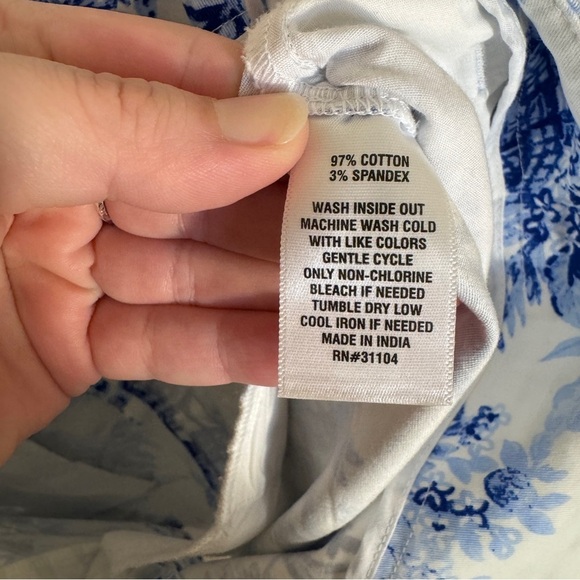 97% COTTON
3% SPANDEX
WASH INSIDE OUT
MACHINE WASH COLD
WITH LIKE COLORS
GENTLE CYCLE
ONLY NON-CHLORINE
BLEACH IF NEEDED
TUMBLE DRY LOW
COOL IRON IF NEEDED
MADE IN INDIA
RN#31104